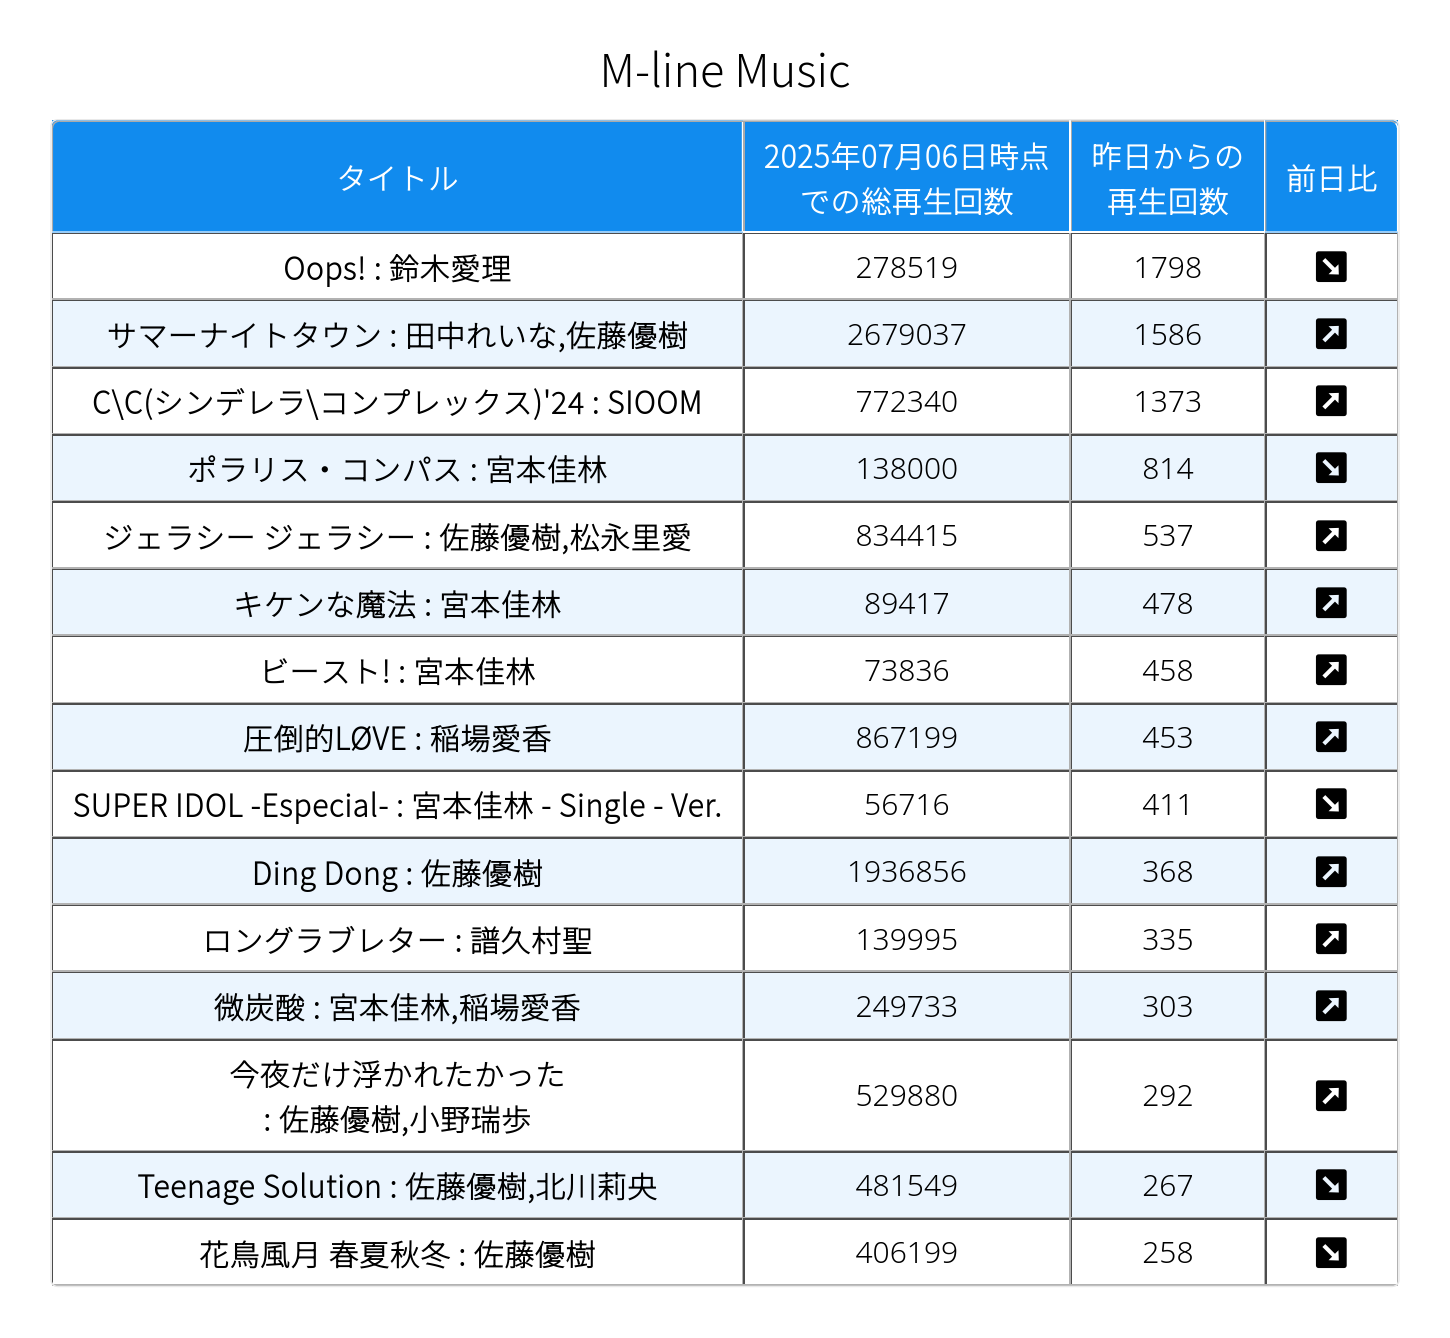 M-line Music
タイトル
2025年07月06日時点
での総再生回数
昨日からの
再生回数
前日比
Oops! : 鈴木愛理 278519 1798 ↘
サマーナイトタウン : 田中れいな,佐藤優樹 2679037 1586 ↗
C\C(シンデレラ\コンプレックス)'24 : SIOOM 772340 1373 ↗
ポラリス・コンパス : 宮本佳林 138000 814 ↘
ジェラシー ジェラシー : 佐藤優樹,松永里愛 834415 537 ↗
キケンな魔法 : 宮本佳林 89417 478 ↗
ビースト! : 宮本佳林 73836 458 ↗
圧倒的LØVE : 稲場愛香 867199 453 ↗
SUPER IDOL -Especial- : 宮本佳林 - Single - Ver. 56716 411 ↘
Ding Dong : 佐藤優樹 1936856 368 ↗
ロングラブレター : 譜久村聖 139995 335 ↗
微炭酸 : 宮本佳林,稲場愛香 249733 303 ↗
今夜だけ浮かれたかった
: 佐藤優樹,小野瑞歩 529880 292 ↗
Teenage Solution : 佐藤優樹,北川莉央 481549 267 ↘
花鳥風月 春夏秋冬 : 佐藤優樹 406199 258 ↘